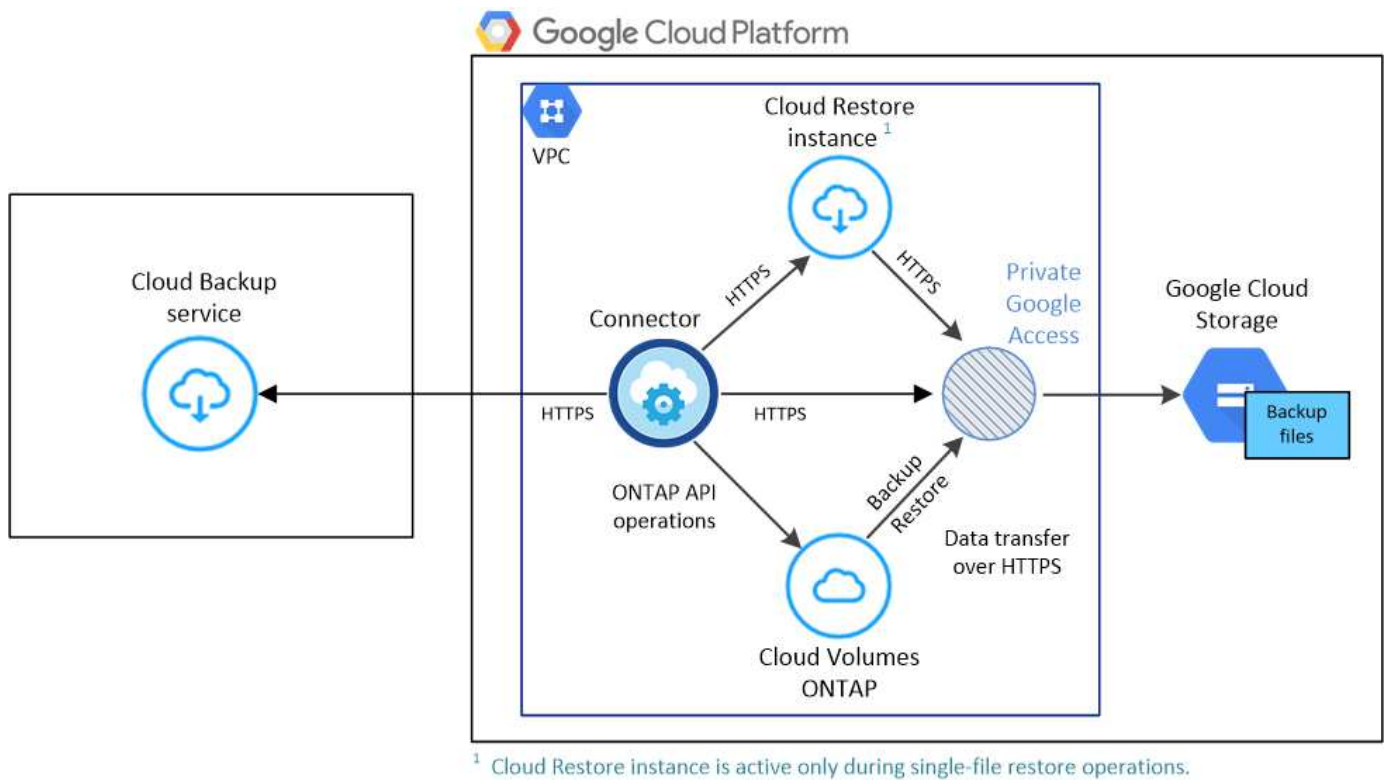 Google Cloud Platform
Cloud Restore
instance 1
VPC
Cloud Backup
service
HTTPS
HTTPS
Private
Google
Access
Google Cloud
Storage
Connector
HTTPS
HTTPS
Backup
files
ONTAP API
operations
Backup
Restore
Data transfer
over HTTPS
Cloud Volumes
ONTAP
1 Cloud Restore instance is active only during single-file restore operations.